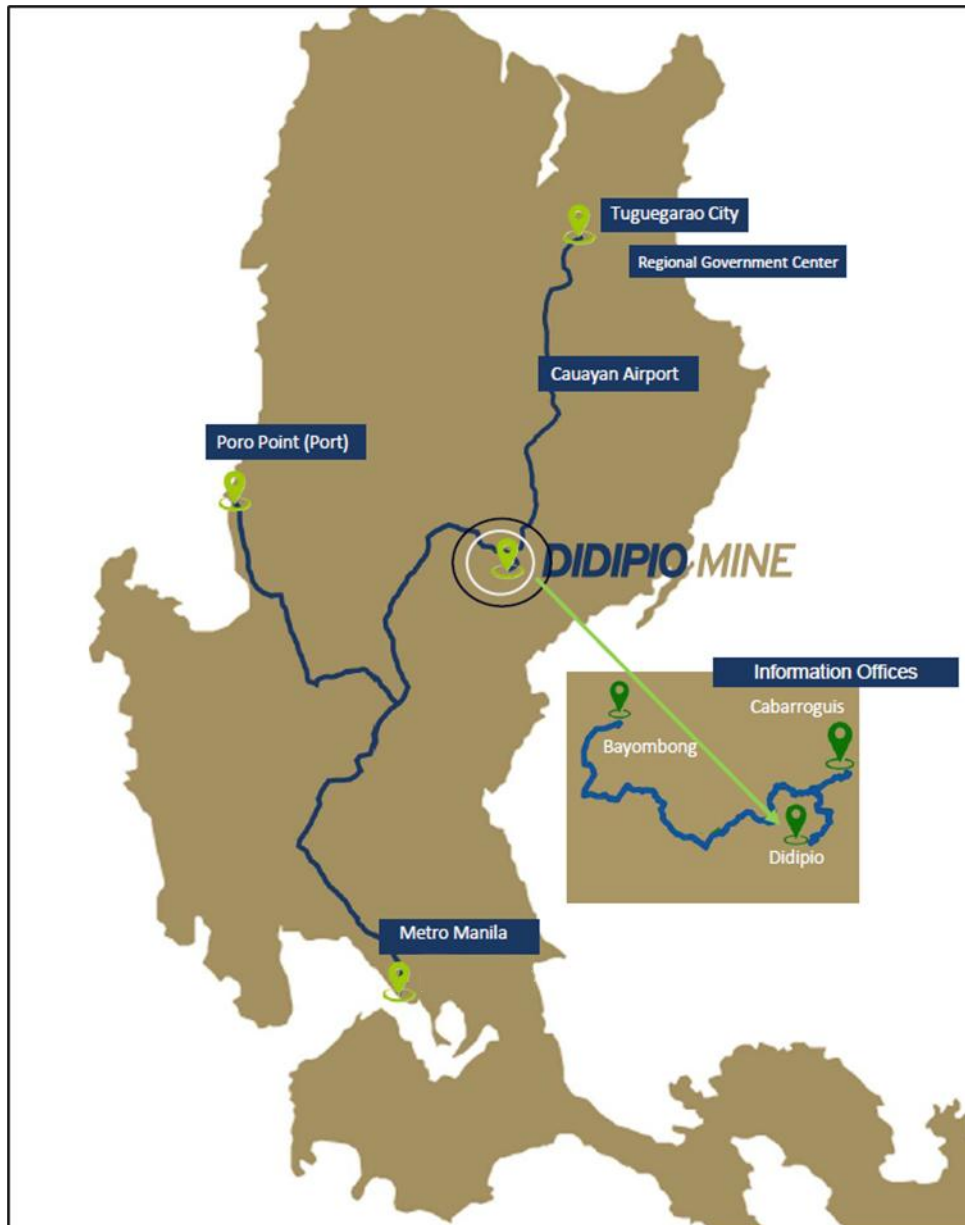 Tuguegarao City
Regional Government Center
Cauayan Airport
Poro Point (Port)
DIDIPIO MINE
Information Offices
Cabarroguis
Bayombong
Didipio
Metro Manila